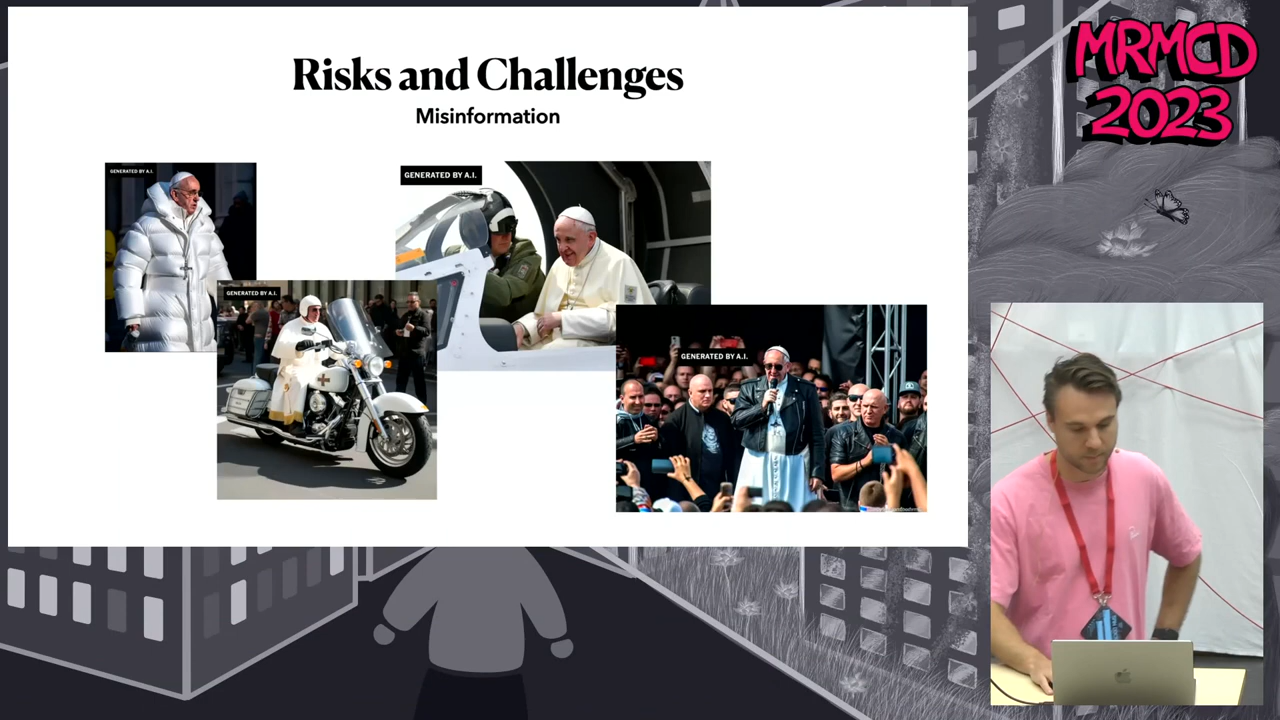 Risks and Challenges
Misinformation
GENERATED BY A.I.
GENERATED BY A.I.
GENERATED BY A.I.
GENERATED BY A.I.
MRMCD
2023